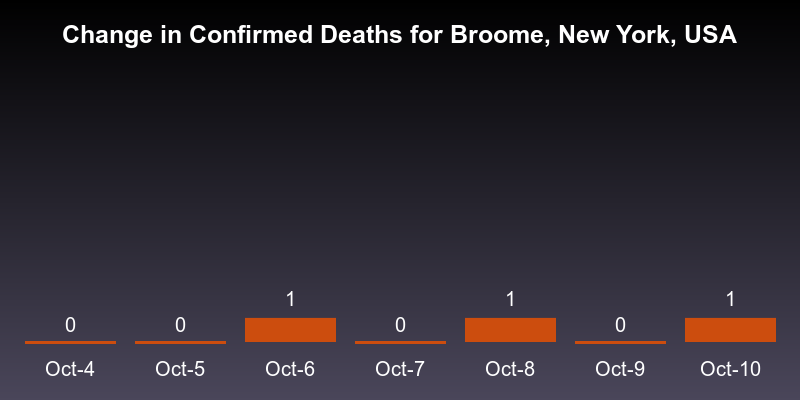 Change in Confirmed Deaths for Broome, New York, USA
0 0 1 0 1 0 1
Oct-4 Oct-5 Oct-6 Oct-7 Oct-8 Oct-9 Oct-10